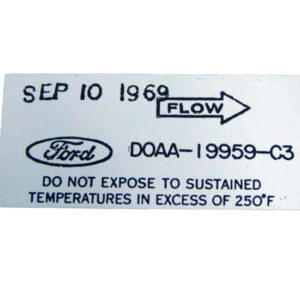 SEP 10 1969
FLOW
Ford DOAA-19959-C3
DO NOT EXPOSE TO SUSTAINED
TEMPERATURES IN EXCESS OF 250°F